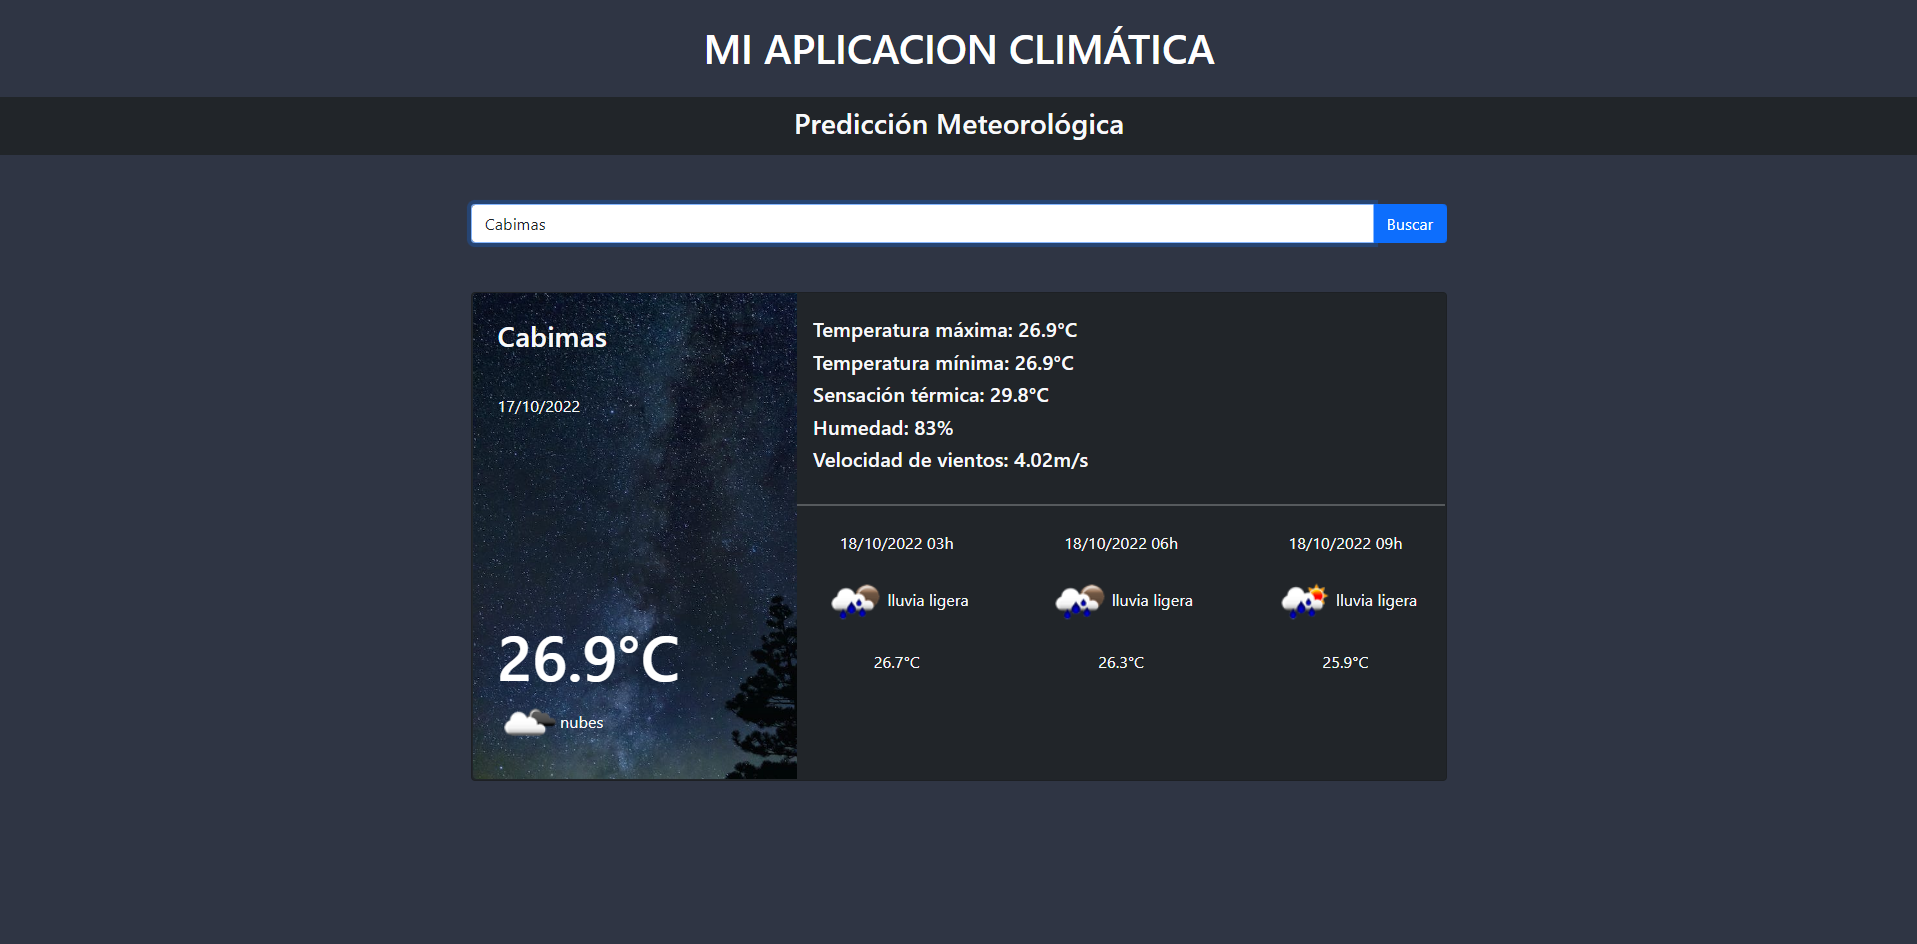 MI APLICACION CLIMÁTICA
Predicción Meteorológica
Cabimas
Buscar
Cabimas
17/10/2022
26.9°C
nubes
Temperatura máxima: 26.9°C
Temperatura mínima: 26.9°C
Sensación térmica: 29.8°C
Humedad: 83%
Velocidad de vientos: 4.02m/s
18/10/2022 03h
lluvia ligera
26.7°C
18/10/2022 06h
lluvia ligera
26.3°C
18/10/2022 09h
lluvia ligera
25.9°C